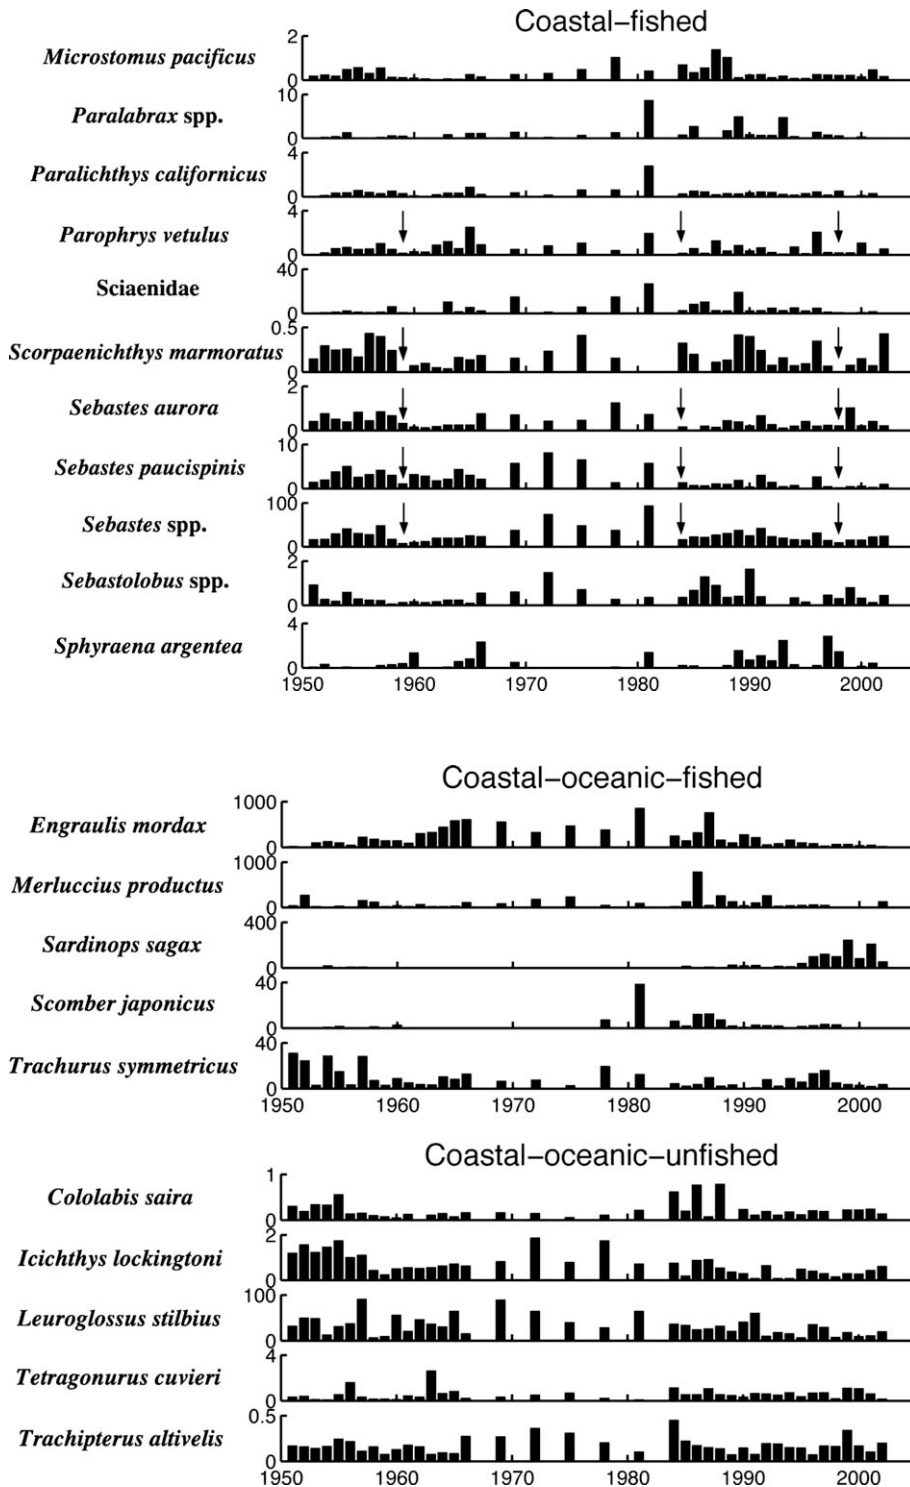 Coastal−fished
Microstomus pacificus 2 0
Paralabrax spp. 10 0
Paralichthys californicus 4 0
Parophrys vetulus 4 0
Sciaenidae 40 0
Scorpaenichthys marmoratus 0.5 0
Sebastes aurora 2 0
Sebastes paucispinis 10 0
Sebastes spp. 100 0
Sebastolobus spp. 2 0
Sphyraena argentea 4 0
1950 1960 1970 1980 1990 2000
Coastal−oceanic−fished
Engraulis mordax 1000 0
Merluccius productus 1000 0
Sardinops sagax 400 0
Scomber japonicus 40 0
Trachurus symmetricus 40 0
1950 1960 1970 1980 1990 2000
Coastal−oceanic−unfished
Cololabis saira 1 0
Icichthys lockingtoni 2 0
Leuroglossus stilbius 100 0
Tetragonurus cuvieri 4 0
Trachipterus altivelis 0.5 0
1950 1960 1970 1980 1990 2000